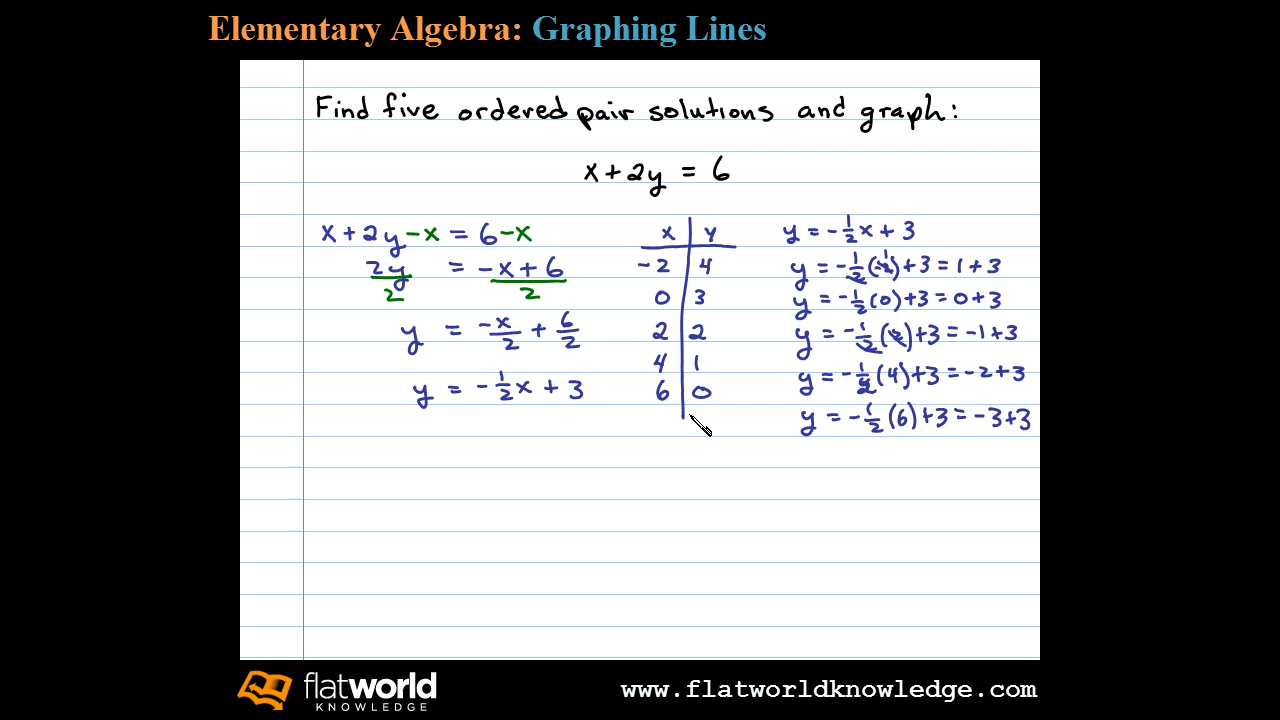 Elementary Algebra: Graphing Lines
Find five ordered pair solutions and graph:
x + 2y = 6
x + 2y - x = 6 - x
2y/2 = (-x + 6)/2
y = -x/2 + 6/2
y = -1/2 x + 3
x | y
-2 | 4
0 | 3
2 | 2
4 | 1
6 | 0
y = -1/2 x + 3
y = -1/2 (-2) + 3 = 1 + 3
y = -1/2 (0) + 3 = 0 + 3
y = -1/2 (2) + 3 = -1 + 3
y = -1/2 (4) + 3 = -2 + 3
y = -1/2 (6) + 3 = -3 + 3
flatworld
KNOWLEDGE
www.flatworldknowledge.com